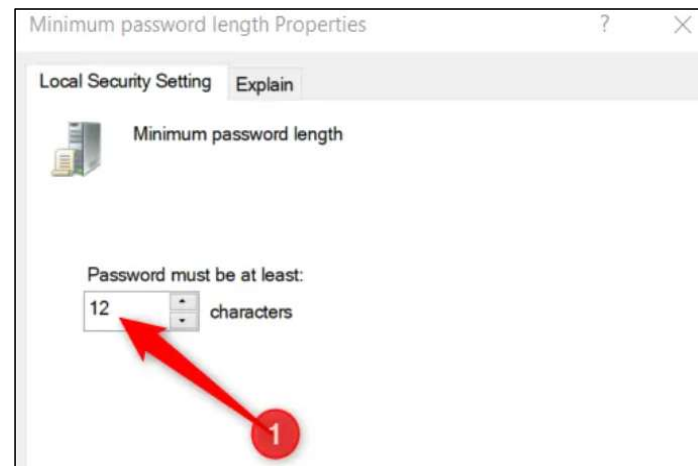 Minimum password length Properties ?
Local Security Setting Explain
Minimum password length
Password must be at least:
12 characters
1